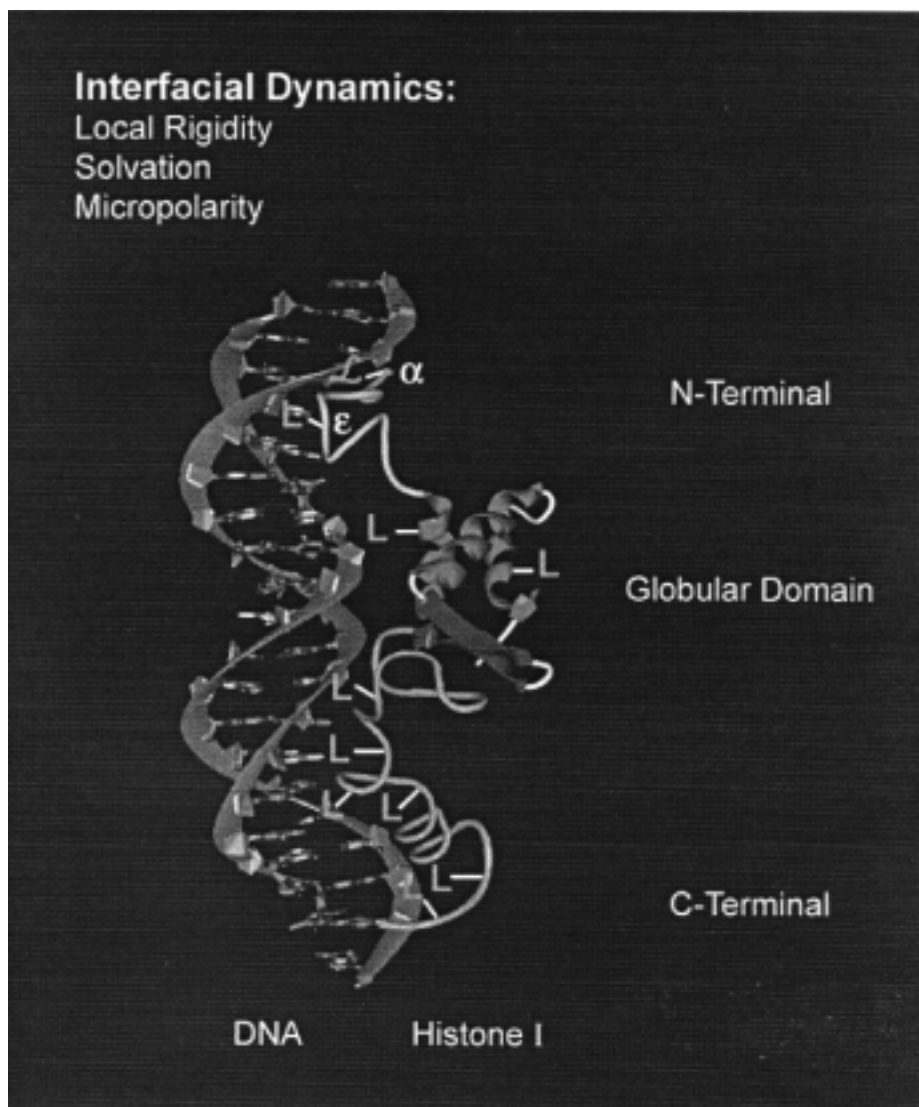 Interfacial Dynamics:
Local Rigidity
Solvation
Micropolarity
L α
L ε
N-Terminal
L
L
Globular Domain
L
L
L L
L
C-Terminal
DNA Histone I